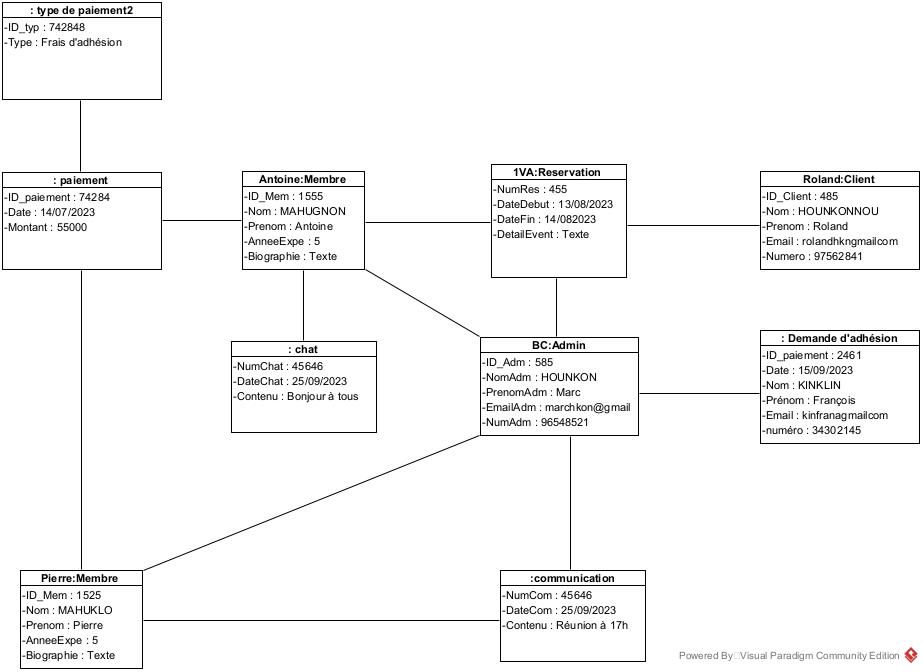 : type de paiement2
-ID_typ : 742848
-Type : Frais d'adhésion
: paiement
-ID_paiement : 74284
-Date : 14/07/2023
-Montant : 55000
Antoine:Membre
-ID_Mem : 1555
-Nom : MAHUGNON
-Prenom : Antoine
-AnneeExpe : 5
-Biographie : Texte
1VA:Reservation
-NumRes : 455
-DateDebut : 13/08/2023
-DateFin : 14/082023
-DetailEvent : Texte
Roland:Client
-ID_Client : 485
-Nom : HOUNKONNOU
-Prenom : Roland
-Email : rolandhkngmailcom
-Numero : 97562841
: chat
-NumChat : 45646
-DateChat : 25/09/2023
-Contenu : Bonjour à tous
BC:Admin
-ID_Adm : 585
-NomAdm : HOUNKON
-PrenomAdm : Marc
-EmailAdm : marchkon@gmail
-NumAdm : 96548521
: Demande d'adhésion
-ID_paiement : 2461
-Date : 15/09/2023
-Nom : KINKLIN
-Prénom : François
-Email : kinfranagmailcom
-numéro : 34302145
Pierre:Membre
-ID_Mem : 1525
-Nom : MAHUKLO
-Prenom : Pierre
-AnneeExpe : 5
-Biographie : Texte
:communication
-NumCom : 45646
-DateCom : 25/09/2023
-Contenu : Réunion à 17h
Powered By Visual Paradigm Community Edition